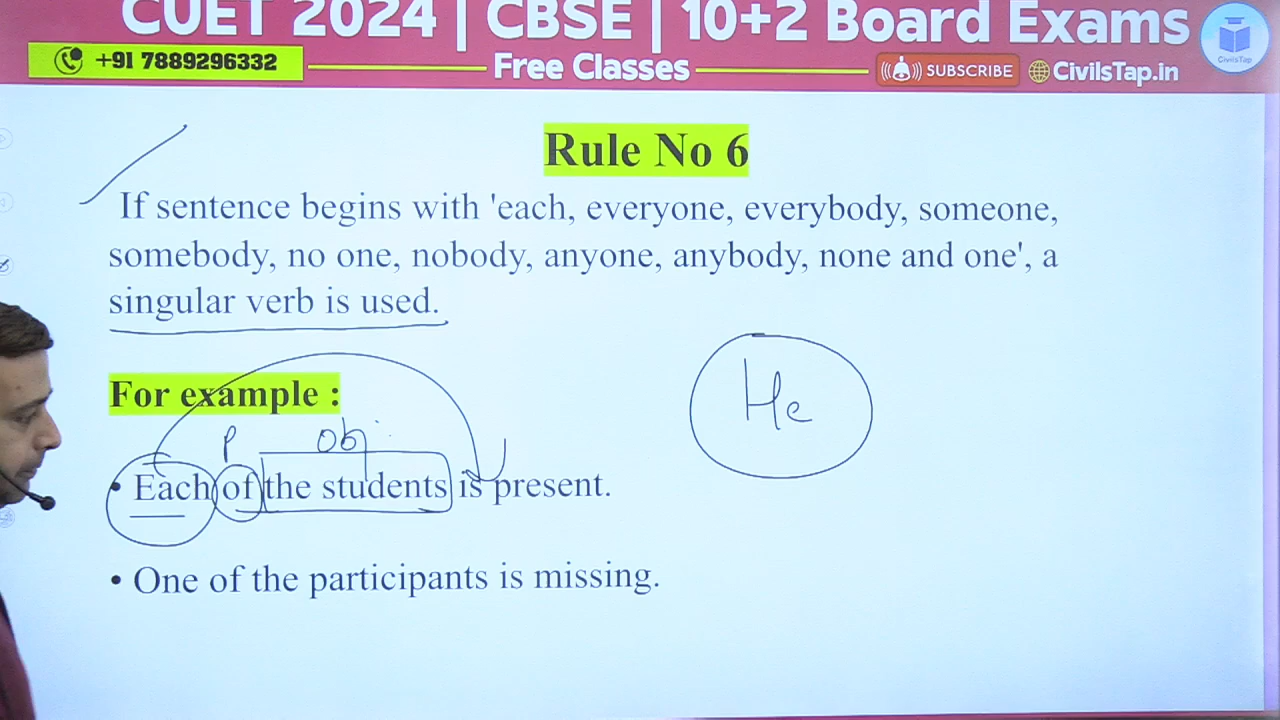 CUET 2024 | CBSE | 10+2 Board Exams
+91 7889296332
Free Classes
SUBSCRIBE
CivilsTap.in
CivilsTap
Rule No 6
If sentence begins with 'each, everyone, everybody, someone,
somebody, no one, nobody, anyone, anybody, none and one', a
singular verb is used.
He
For example :
P obj
• Each of the students is present.
• One of the participants is missing.